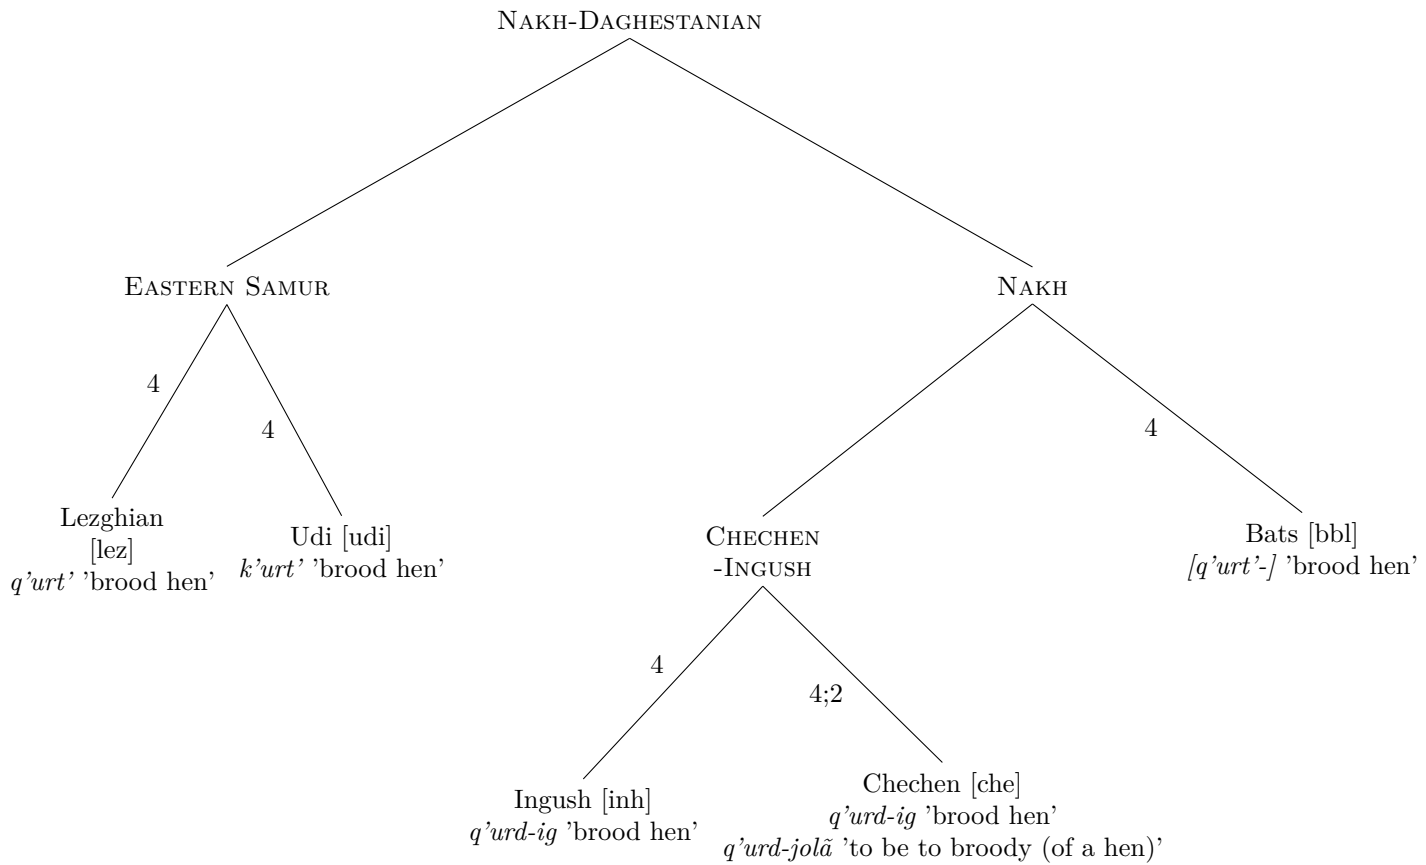 NAKH-DAGHESTANIAN
EASTERN SAMUR
NAKH
4
4
4
Lezghian
[lez]
q'urt' 'brood hen'
Udi [udi]
k'urt' 'brood hen'
CHECHEN
-INGUSH
Bats [bbl]
[q'urt'-] 'brood hen'
4
4;2
Ingush [inh]
q'urd-ig 'brood hen'
Chechen [che]
q'urd-ig 'brood hen'
q'urd-jolã 'to be to broody (of a hen)'